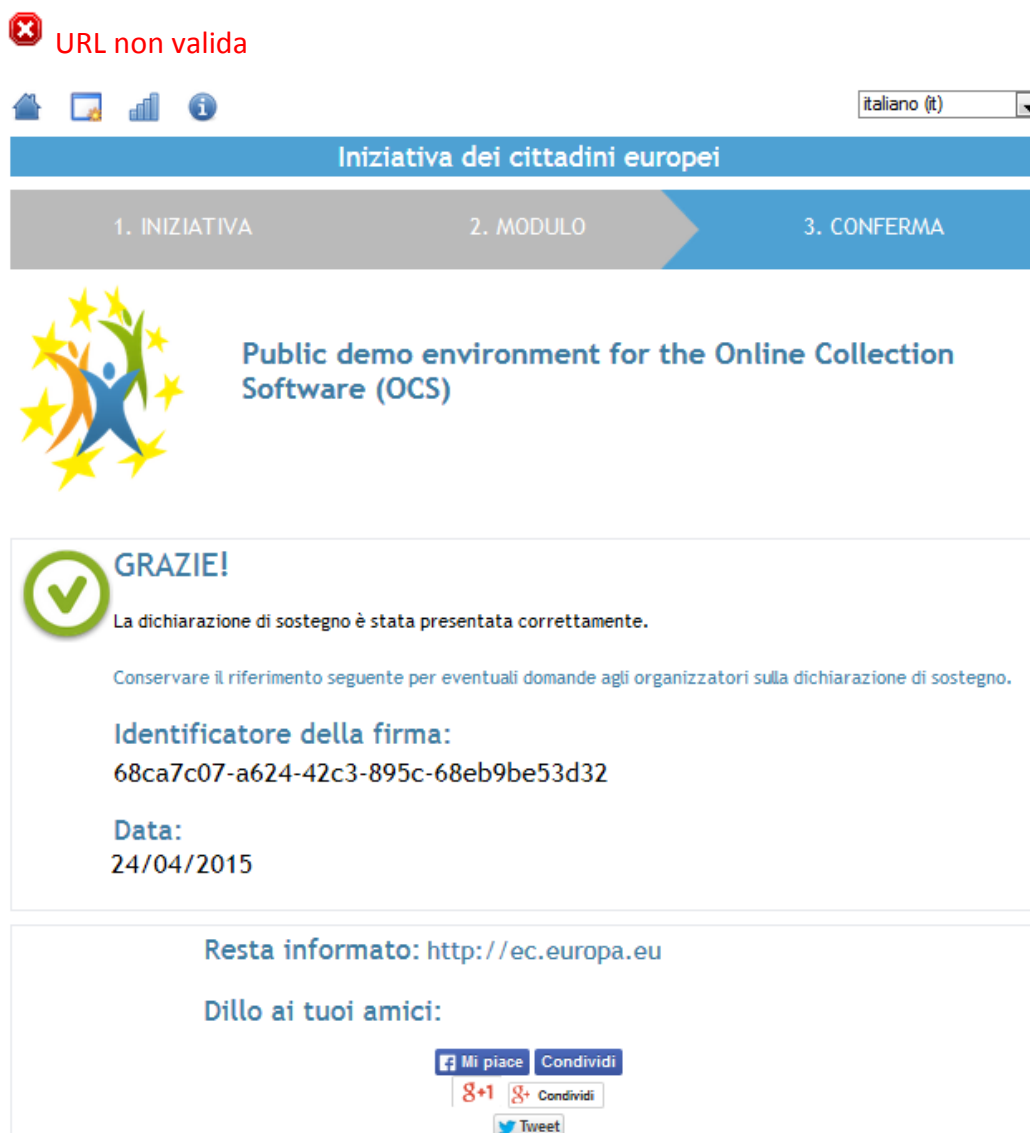 URL non valida
italiano (it)
Iniziativa dei cittadini europei
1. INIZIATIVA 2. MODULO 3. CONFERMA
Public demo environment for the Online Collection
Software (OCS)
GRAZIE!
La dichiarazione di sostegno è stata presentata correttamente.
Conservare il riferimento seguente per eventuali domande agli organizzatori sulla dichiarazione di sostegno.
Identificatore della firma:
68ca7c07-a624-42c3-895c-68eb9be53d32
Data:
24/04/2015
Resta informato: http://ec.europa.eu
Dillo ai tuoi amici:
Mi piace Condividi
g+1 g+ Condividi
Tweet